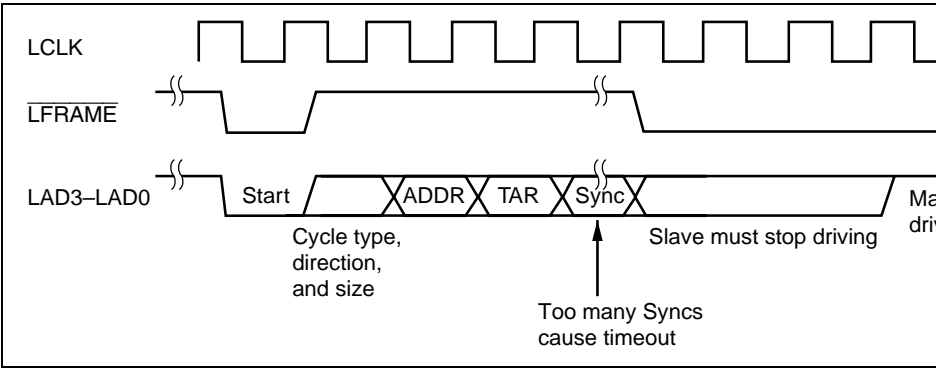 LCLK
LFRAME
LAD3–LAD0
Start
ADDR
TAR
Sync
Cycle type,
direction,
and size
Slave must stop driving
Too many Syncs
cause timeout